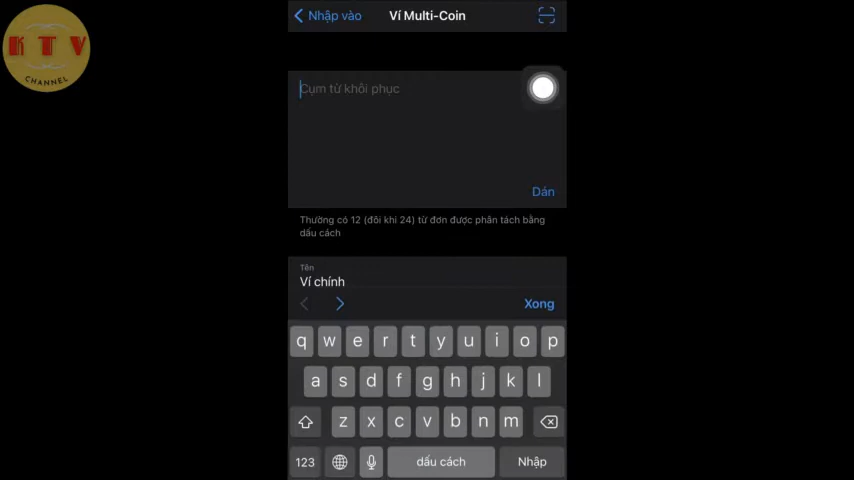 K T V
CHANNEL
Nhập vào
Ví Multi-Coin
Cụm từ khôi phục
Dán
Thường có 12 (đôi khi 24) từ đơn được phân tách bằng
dấu cách
Tên
Ví chính
Xong
q w e r t y u i o p
a s d f g h j k l
z x c v b n m
123 dấu cách Nhập